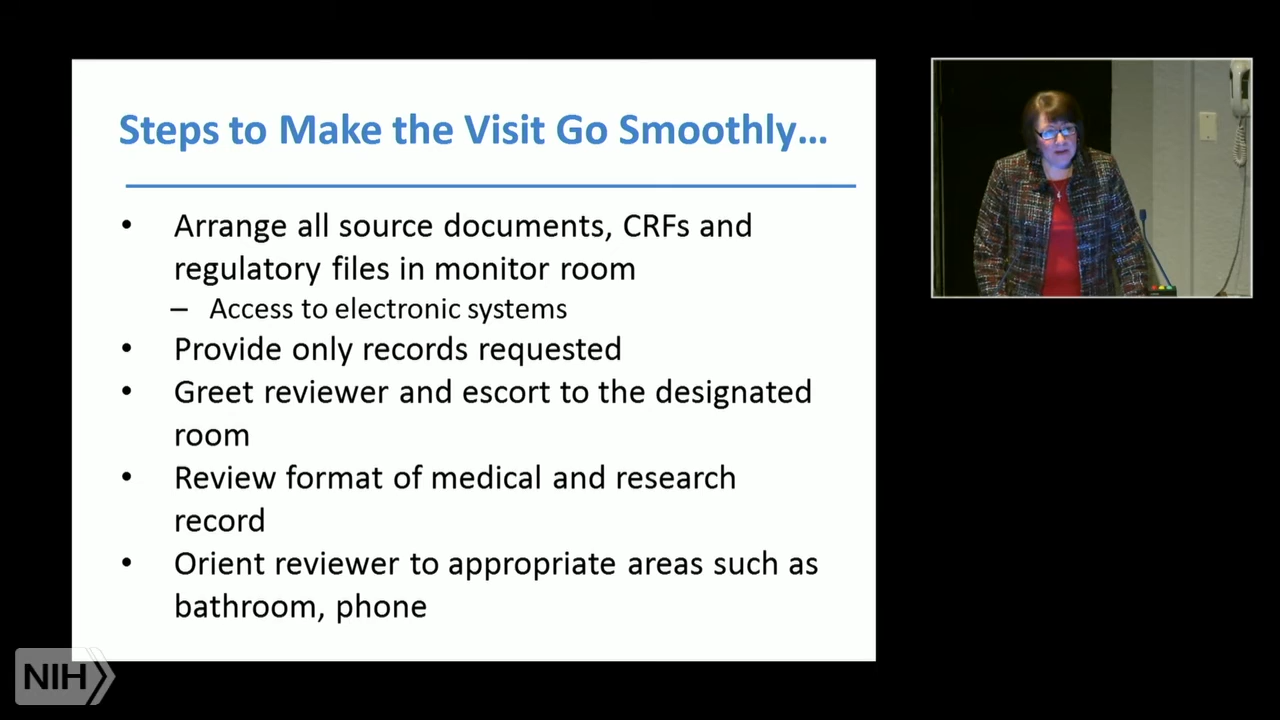 Steps to Make the Visit Go Smoothly...
• Arrange all source documents, CRFs and
regulatory files in monitor room
– Access to electronic systems
• Provide only records requested
• Greet reviewer and escort to the designated
room
• Review format of medical and research
record
• Orient reviewer to appropriate areas such as
bathroom, phone
NIH